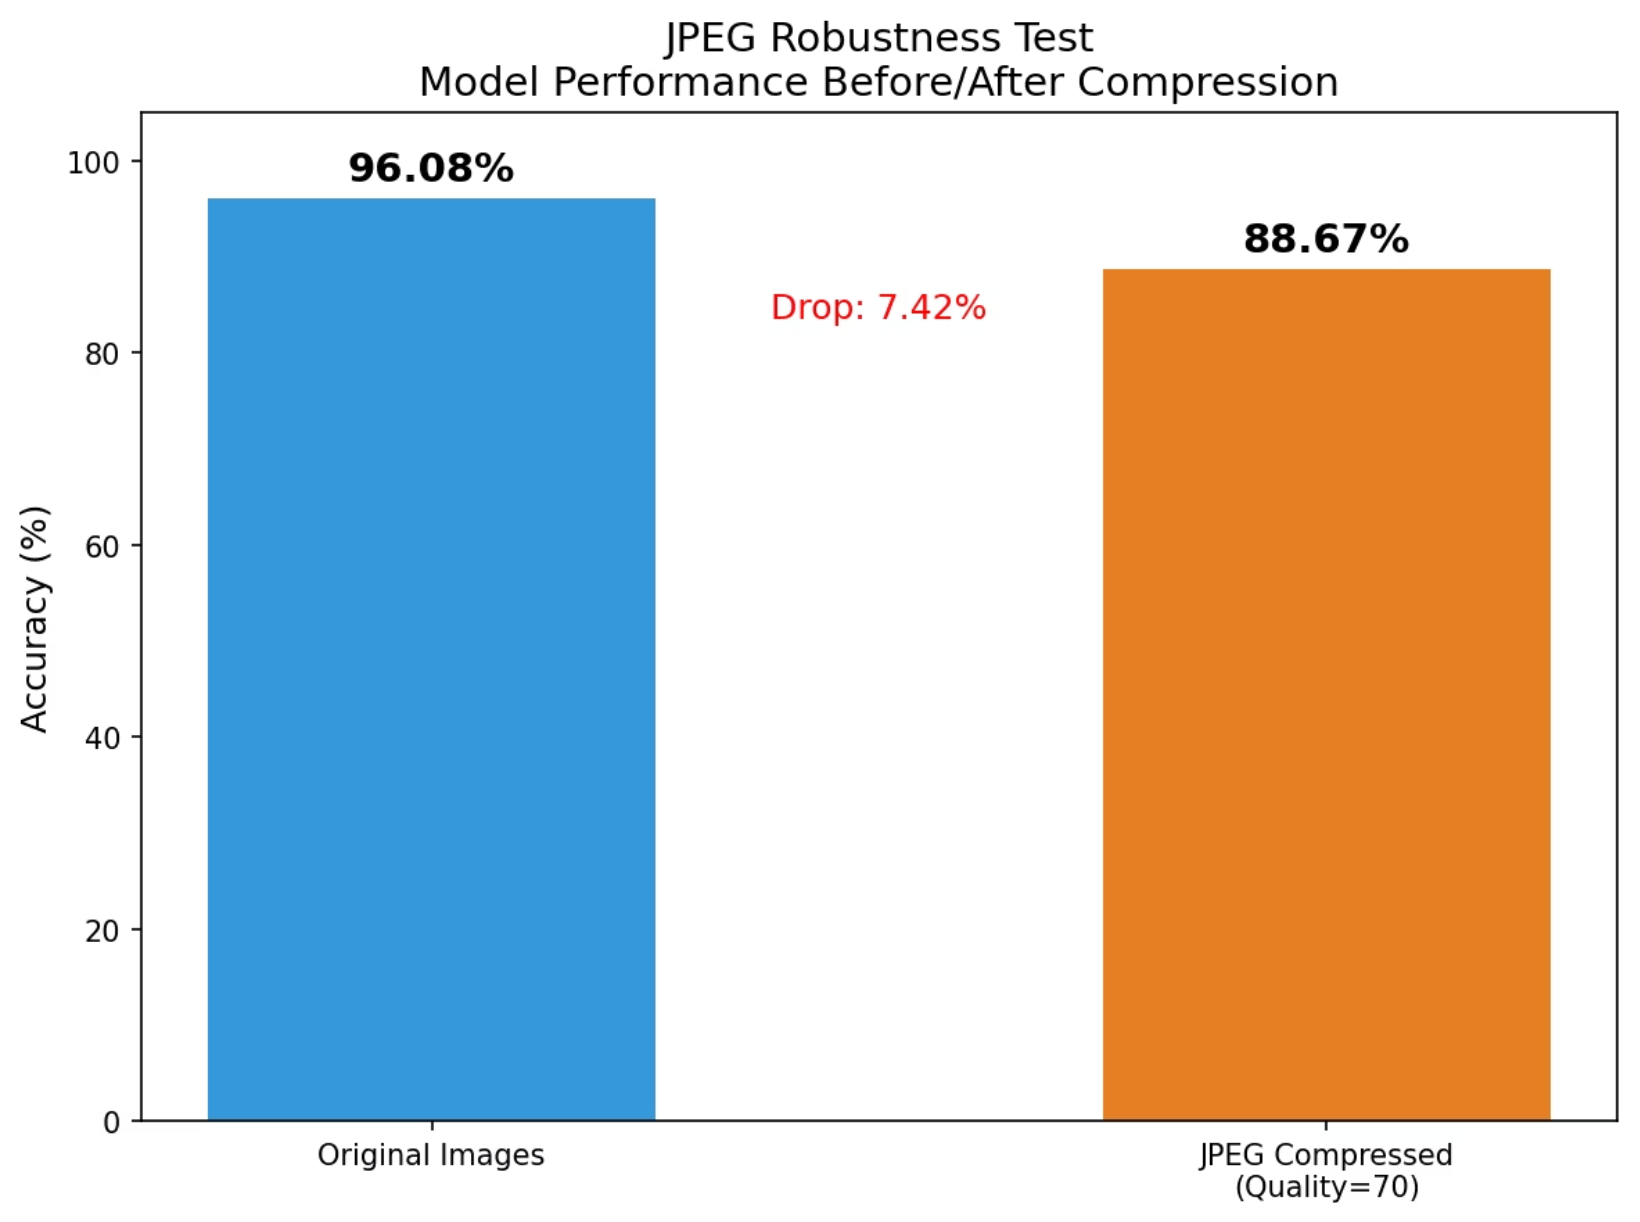 JPEG Robustness Test
Model Performance Before/After Compression
Accuracy (%)
100
80
60
40
20
0
96.08%
88.67%
Drop: 7.42%
Original Images
JPEG Compressed
(Quality=70)